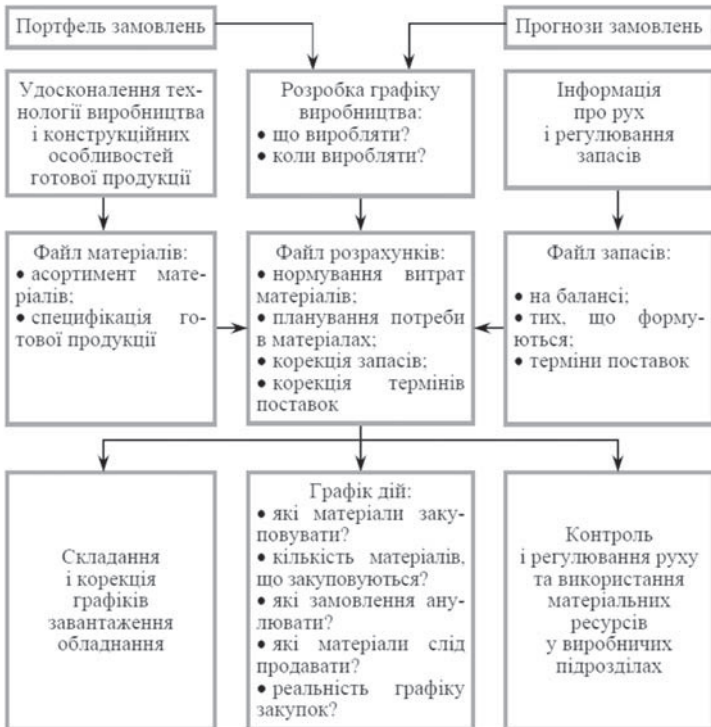 Портфель замовлень
Прогнози замовлень
Удосконалення тех-
нології виробництва
і конструкційних
особливостей
готової продукції
Розробка графіку
виробництва:
● що виробляти?
● коли виробляти?
Інформація
про рух
і регулювання
запасів
Файл матеріалів:
● асортимент мате-
ріалів;
● специфікація го-
тової продукції
Файл розрахунків:
● нормування витрат
матеріалів;
● планування потреби
в матеріалах;
● корекція запасів;
● корекція термінів
поставок
Файл запасів:
● на балансі;
● тих, що форму-
ються;
● терміни поставок
Складання
і корекція
графіків
завантаження
обладнання
Графік дій:
● які матеріали заку-
повувати?
● кількість матеріалів,
що закуповуються?
● які замовлення ану-
лювати?
● які матеріали слід
продавати?
● реальність графіку
закупок?
Контроль
і регулювання руху
та використання
матеріальних
ресурсів
у виробничих
підрозділах